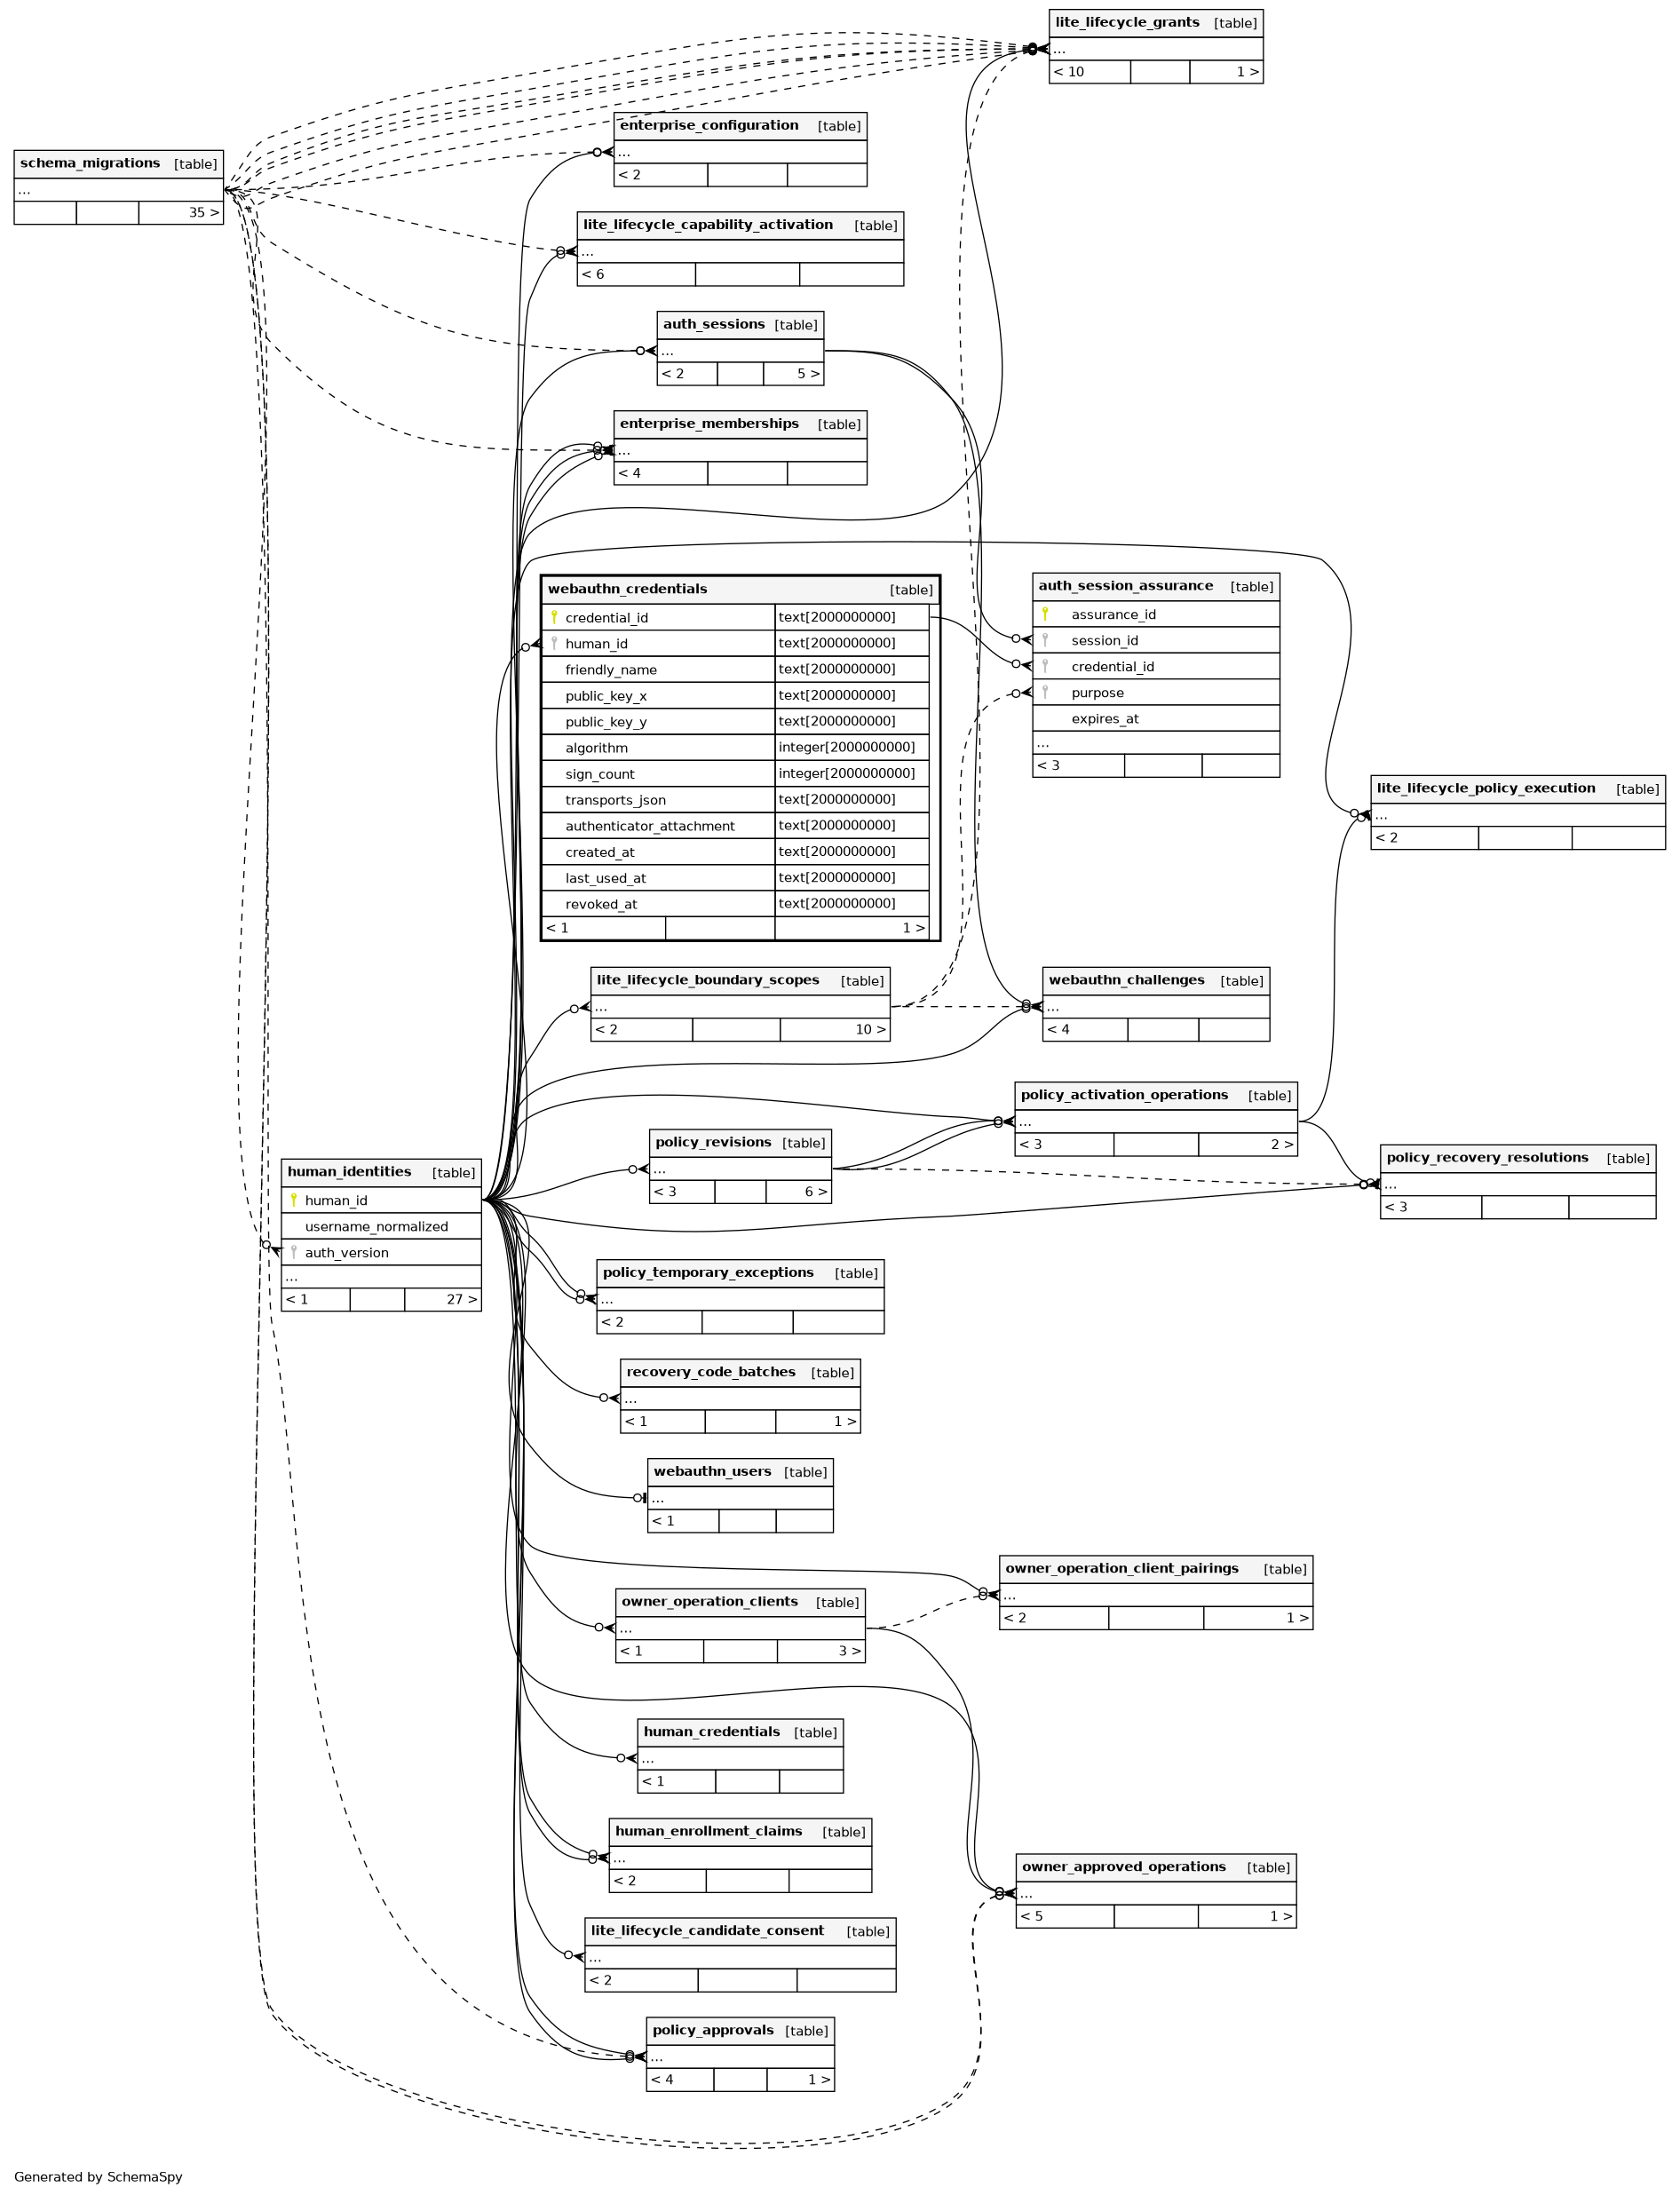 lite_lifecycle_grants [table]
...
< 10 1 >
enterprise_configuration [table]
...
< 2
schema_migrations [table]
...
35 >
lite_lifecycle_capability_activation [table]
...
< 6
auth_sessions [table]
...
< 2 5 >
enterprise_memberships [table]
...
< 4
webauthn_credentials [table]
credential_id text[2000000000]
human_id text[2000000000]
friendly_name text[2000000000]
public_key_x text[2000000000]
public_key_y text[2000000000]
algorithm integer[2000000000]
sign_count integer[2000000000]
transports_json text[2000000000]
authenticator_attachment text[2000000000]
created_at text[2000000000]
last_used_at text[2000000000]
revoked_at text[2000000000]
< 1 1 >
auth_session_assurance [table]
assurance_id
session_id
credential_id
purpose
expires_at
...
< 3
lite_lifecycle_policy_execution [table]
...
< 2
lite_lifecycle_boundary_scopes [table]
...
< 2 10 >
webauthn_challenges [table]
...
< 4
policy_activation_operations [table]
...
< 3 2 >
policy_revisions [table]
...
< 3 6 >
policy_recovery_resolutions [table]
...
< 3
human_identities [table]
human_id
username_normalized
auth_version
...
< 1 27 >
policy_temporary_exceptions [table]
...
< 2
recovery_code_batches [table]
...
< 1 1 >
webauthn_users [table]
...
< 1
owner_operation_client_pairings [table]
...
< 2 1 >
owner_operation_clients [table]
...
< 1 3 >
human_credentials [table]
...
< 1
human_enrollment_claims [table]
...
< 2
owner_approved_operations [table]
...
< 5 1 >
lite_lifecycle_candidate_consent [table]
...
< 2
policy_approvals [table]
...
< 4 1 >
Generated by SchemaSpy